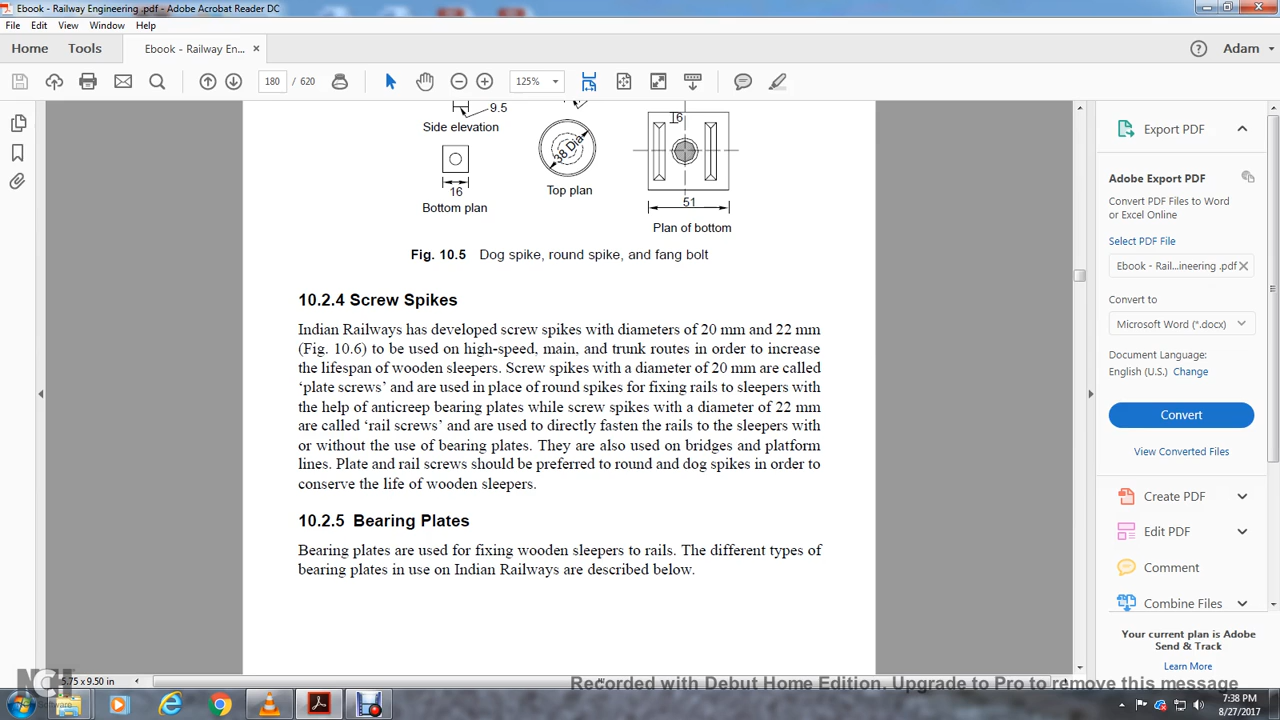 Ebook - Railway Engineering .pdf - Adobe Acrobat Reader DC
File Edit View Window Help
Home Tools Ebook - Railway En... × Adam
180 / 620 125%
9.5
Side elevation
16
Bottom plan
38 Dia
Top plan
16
51
Plan of bottom
Fig. 10.5 Dog spike, round spike, and fang bolt
10.2.4 Screw Spikes
Indian Railways has developed screw spikes with diameters of 20 mm and 22 mm
(Fig. 10.6) to be used on high-speed, main, and trunk routes in order to increase
the lifespan of wooden sleepers. Screw spikes with a diameter of 20 mm are called
‘plate screws’ and are used in place of round spikes for fixing rails to sleepers with
the help of anticreep bearing plates while screw spikes with a diameter of 22 mm
are called ‘rail screws’ and are used to directly fasten the rails to the sleepers with
or without the use of bearing plates. They are also used on bridges and platform
lines. Plate and rail screws should be preferred to round and dog spikes in order to
conserve the life of wooden sleepers.
10.2.5 Bearing Plates
Bearing plates are used for fixing wooden sleepers to rails. The different types of
bearing plates in use on Indian Railways are described below.
Export PDF
Adobe Export PDF
Convert PDF Files to Word
or Excel Online
Select PDF File
Ebook - Rail...ineering .pdf ×
Convert to
Microsoft Word (*.docx)
Document Language:
English (U.S.) Change
Convert
View Converted Files
Create PDF
Edit PDF
Comment
Combine Files
Your current plan is Adobe
Send & Track
Learn More
5.75 x 9.50 in
NCH
Software
Recorded with Debut Home Edition. Upgrade to Pro to remove this message
7:38 PM
8/27/2017